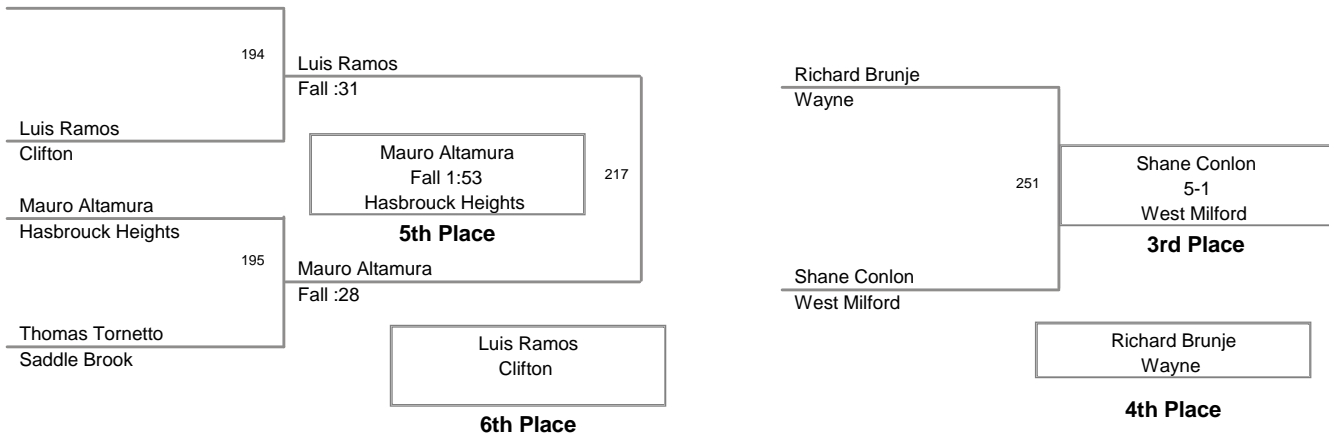 194
Luis Ramos
Fall :31
Luis Ramos
Clifton
Mauro Altamura
Fall 1:53
Hasbrouck Heights
5th Place
217
Mauro Altamura
Hasbrouck Heights
195
Mauro Altamura
Fall :28
Thomas Tornetto
Saddle Brook
Luis Ramos
Clifton
6th Place
Richard Brunje
Wayne
251
Shane Conlon
5-1
West Milford
3rd Place
Shane Conlon
West Milford
Richard Brunje
Wayne
4th Place